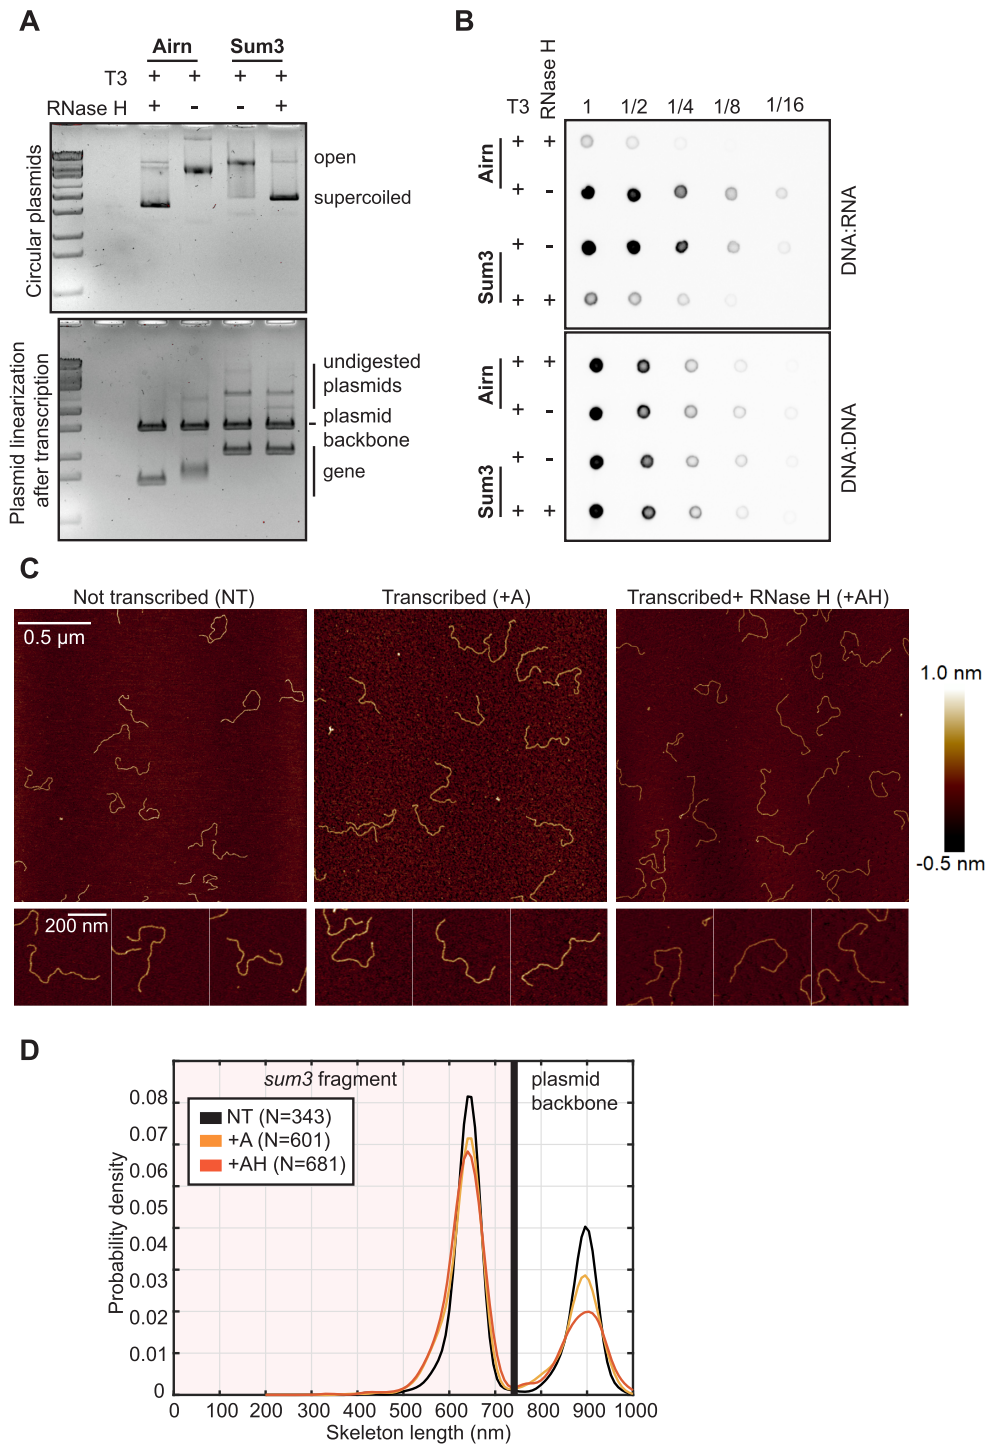 A
Airn Sum3
T3 + + + +
RNase H + - - +
Circular plasmids
open
supercoiled
Plasmid linearization
after transcription
undigested
plasmids
plasmid
backbone
gene
B
T3 RNase H 1 1/2 1/4 1/8 1/16
Airn
+ +
+ -
Sum3
+ -
+ +
DNA:RNA
Airn
+ +
+ -
Sum3
+ -
+ +
DNA:DNA
C
Not transcribed (NT)
Transcribed (+A)
Transcribed+ RNase H (+AH)
0.5 µm
1.0 nm
-0.5 nm
200 nm
D
sum3 fragment
plasmid
backbone
NT (N=343)
+A (N=601)
+AH (N=681)
Probability density
0.08
0.07
0.06
0.05
0.04
0.03
0.02
0.01
0
0 100 200 300 400 500 600 700 800 900 1000
Skeleton length (nm)